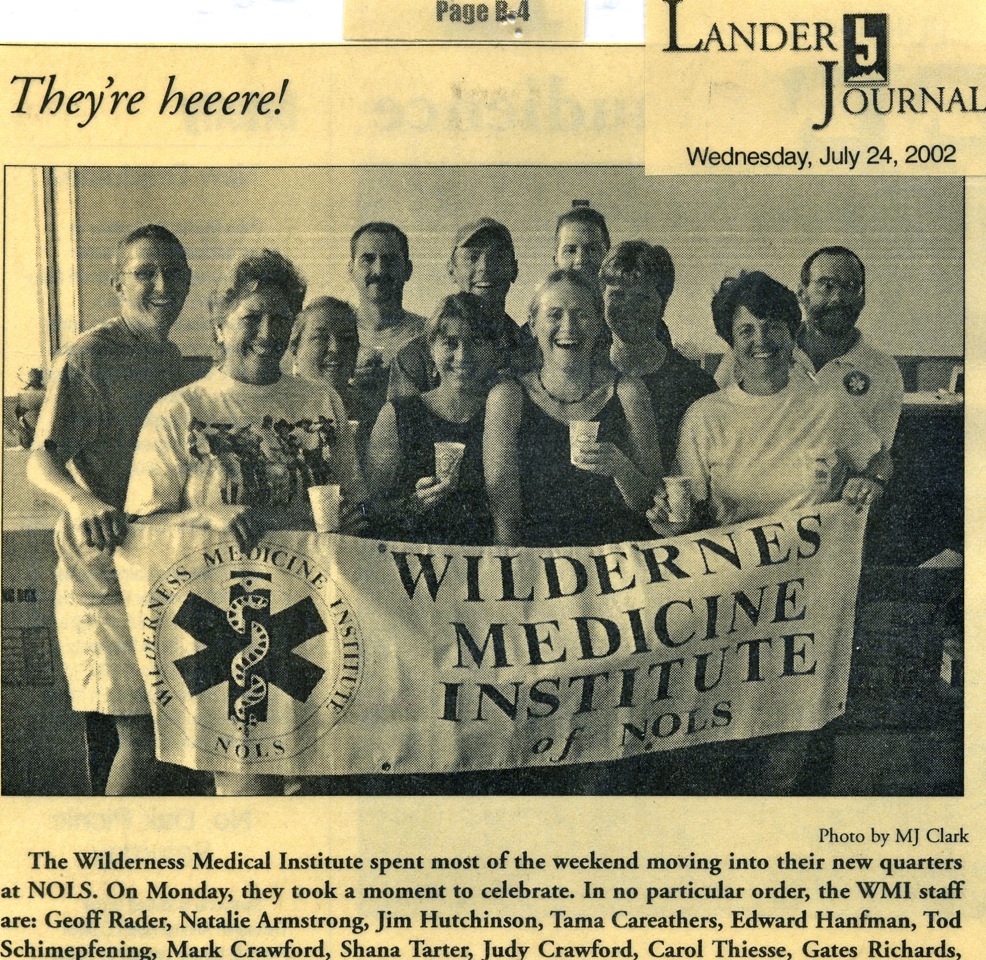 Page B-4
LANDER
JOURNAL
Wednesday, July 24, 2002
They're heeere!
WILDERNESS MEDICINE INSTITUTE
NOLS
WILDERNES
MEDICINE
INSTITUTE
of NOLS
Photo by MJ Clark
The Wilderness Medical Institute spent most of the weekend moving into their new quarters
at NOLS. On Monday, they took a moment to celebrate. In no particular order, the WMI staff
are: Geoff Rader, Natalie Armstrong, Jim Hutchinson, Tama Careathers, Edward Hanfman, Tod
Schimepfening, Mark Crawford, Shana Tarter, Judy Crawford, Carol Thiesse, Gates Richards,